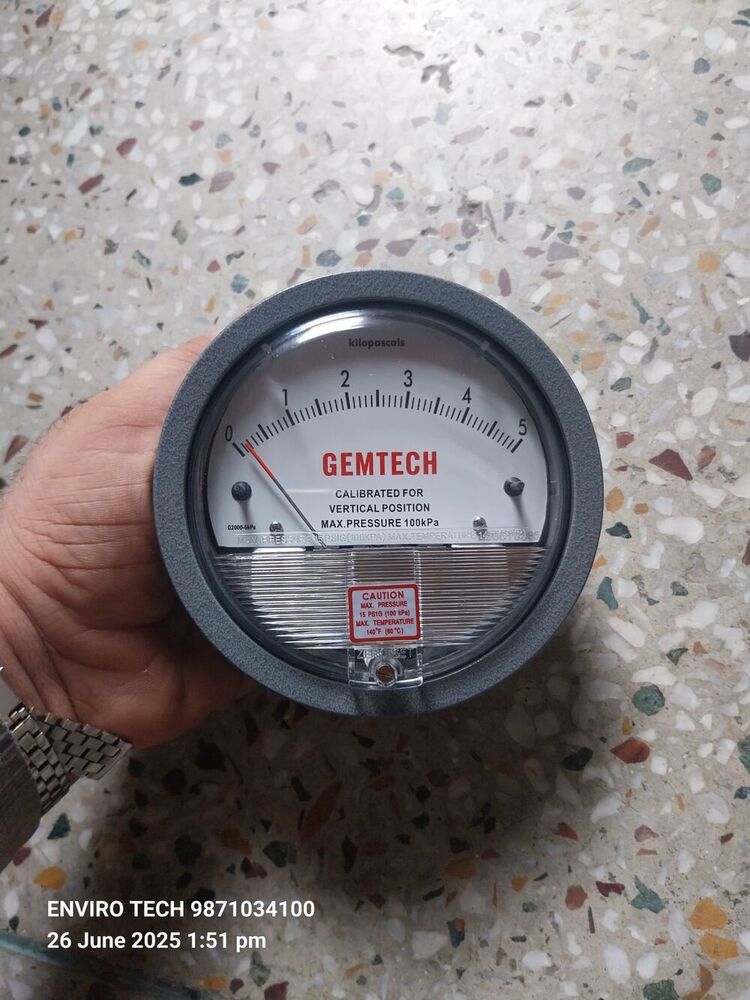 kilopascals
0 1 2 3 4 5
GEMTECH
CALIBRATED FOR
VERTICAL POSITION
MAX.PRESSURE 100kPa
G2000-5kPa
CAUTION
MAX. PRESSURE
15 PS1G (100 kPa)
MAX. TEMPERATURE
140°F (60°C)
ENVIRO TECH 9871034100
26 June 2025 1:51 pm